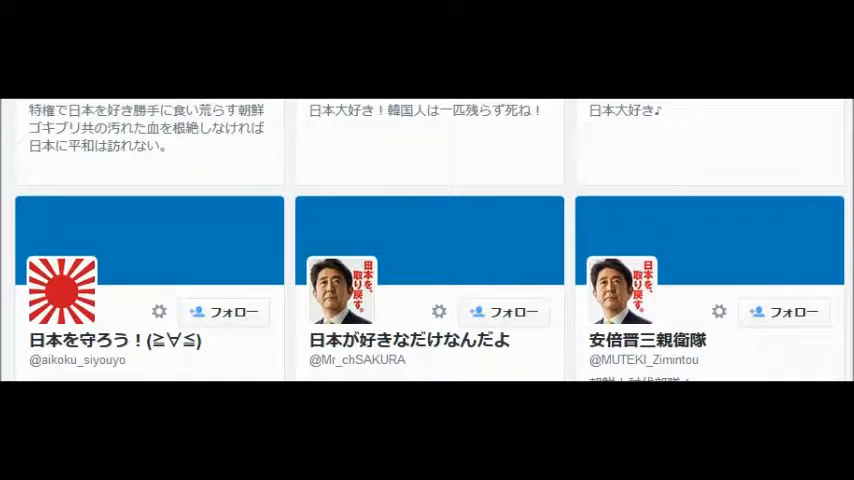 特権で日本を好き勝手に食い荒らす朝鮮
ゴキブリ共の汚れた血を根絶しなければ
日本に平和は訪れない。
日本大好き！韓国人は一匹残らず死ね！
日本大好き♪
日本を、
取り戻す。
日本を、
取り戻す。
フォロー
フォロー
フォロー
日本を守ろう！(≧∀≦)
@aikoku_siyouyo
日本が好きなだけなんだよ
@Mr_chSAKURA
安倍晋三親衛隊
@MUTEKI_Zimintou